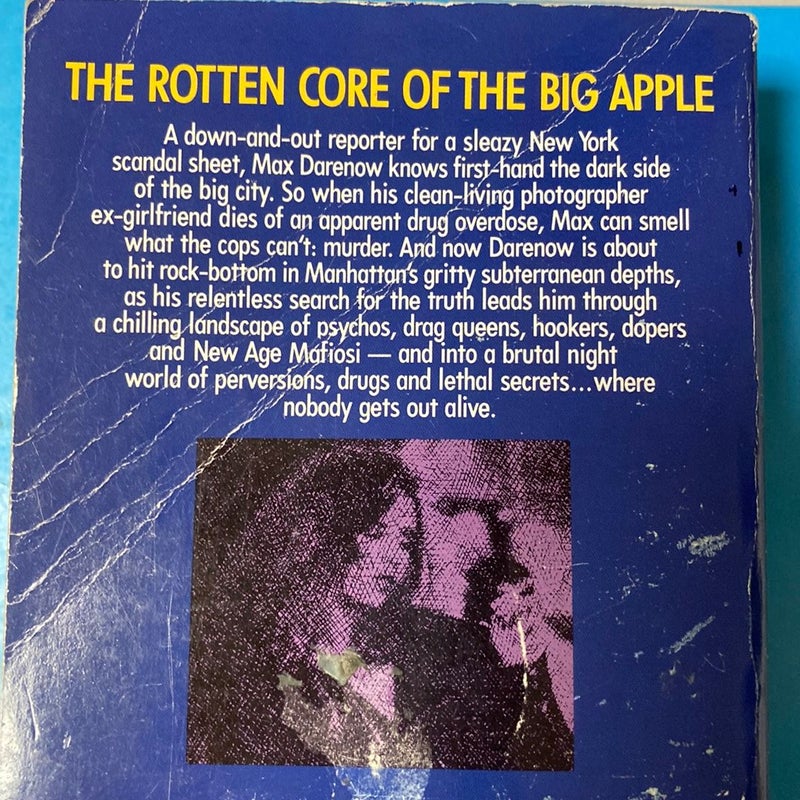 THE ROTTEN CORE OF THE BIG APPLE
A down-and-out reporter for a sleazy New York
scandal sheet, Max Darenow knows first-hand the dark side
of the big city. So when his clean-living photographer
ex-girlfriend dies of an apparent drug overdose, Max can smell
what the cops can't: murder. And now Darenow is about
to hit rock-bottom in Manhattan's gritty subterranean depths,
as his relentless search for the truth leads him through
a chilling landscape of psychos, drag queens, hookers, dopers
and New Age Mafiosi — and into a brutal night
world of perversions, drugs and lethal secrets...where
nobody gets out alive.